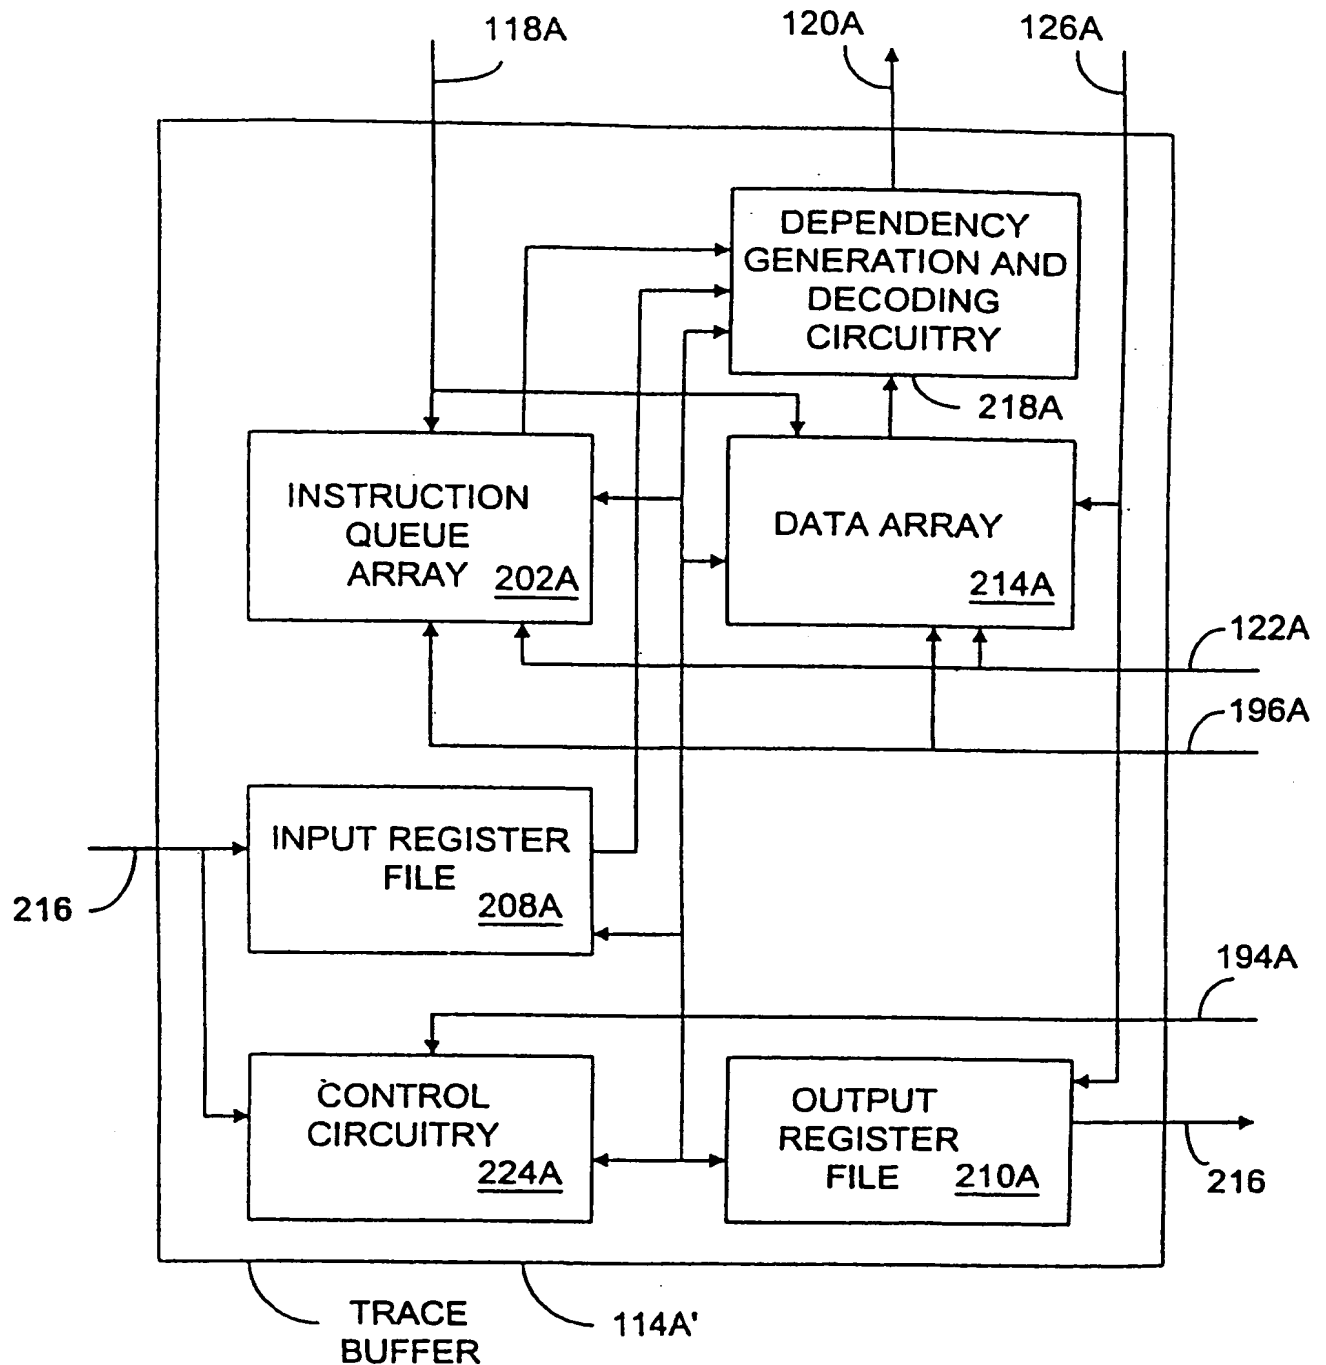 118A
120A
126A
DEPENDENCY
GENERATION AND
DECODING
CIRCUITRY
218A
INSTRUCTION
QUEUE
ARRAY
202A
DATA ARRAY
214A
122A
196A
INPUT REGISTER
FILE
208A
216
194A
CONTROL
CIRCUITRY
224A
OUTPUT
REGISTER
FILE
210A
216
TRACE
BUFFER
114A'